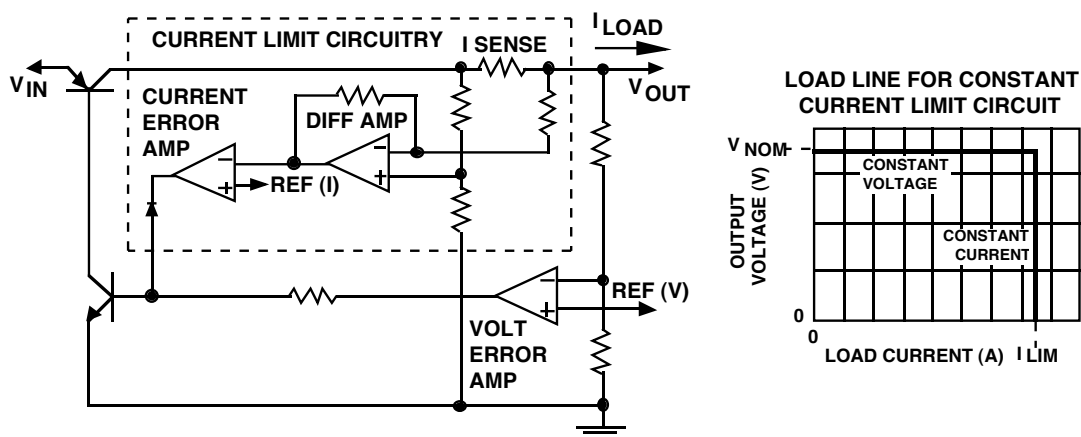 CURRENT LIMIT CIRCUITRY
I SENSE
I LOAD
V IN
V OUT
CURRENT
ERROR
AMP
DIFF AMP
−
+
REF (I)
−
+
−
+
REF (V)
VOLT
ERROR
AMP
LOAD LINE FOR CONSTANT
CURRENT LIMIT CIRCUIT
V NOM
CONSTANT
VOLTAGE
CONSTANT
CURRENT
OUTPUT
VOLTAGE (V)
0
0
LOAD CURRENT (A)
I LIM